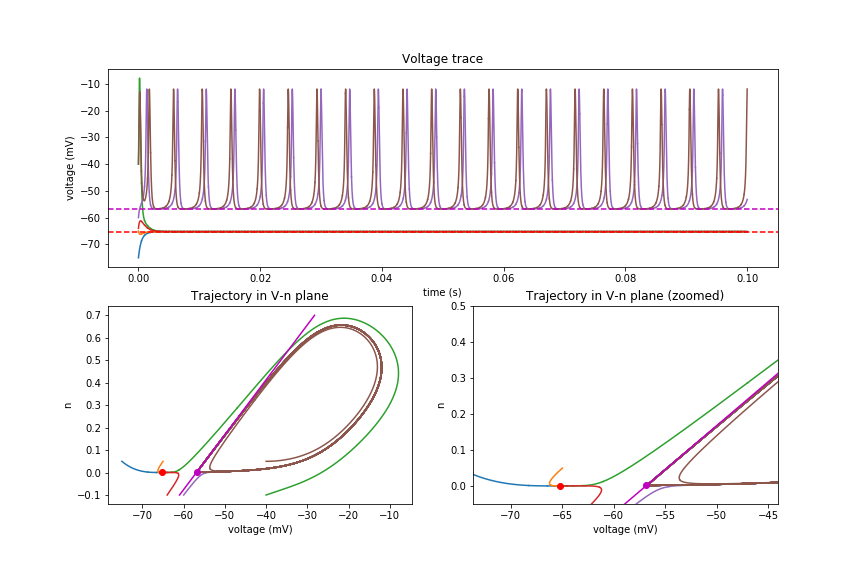 Voltage trace
voltage (mV)
−10
−20
−30
−40
−50
−60
−70
0.00 0.02 0.04 0.06 0.08 0.10
time (s)
Trajectory in V-n plane
n
0.7
0.6
0.5
0.4
0.3
0.2
0.1
0.0
−0.1
−70 −60 −50 −40 −30 −20 −10
voltage (mV)
Trajectory in V-n plane (zoomed)
n
0.5
0.4
0.3
0.2
0.1
0.0
−70 −65 −60 −55 −50 −45
voltage (mV)